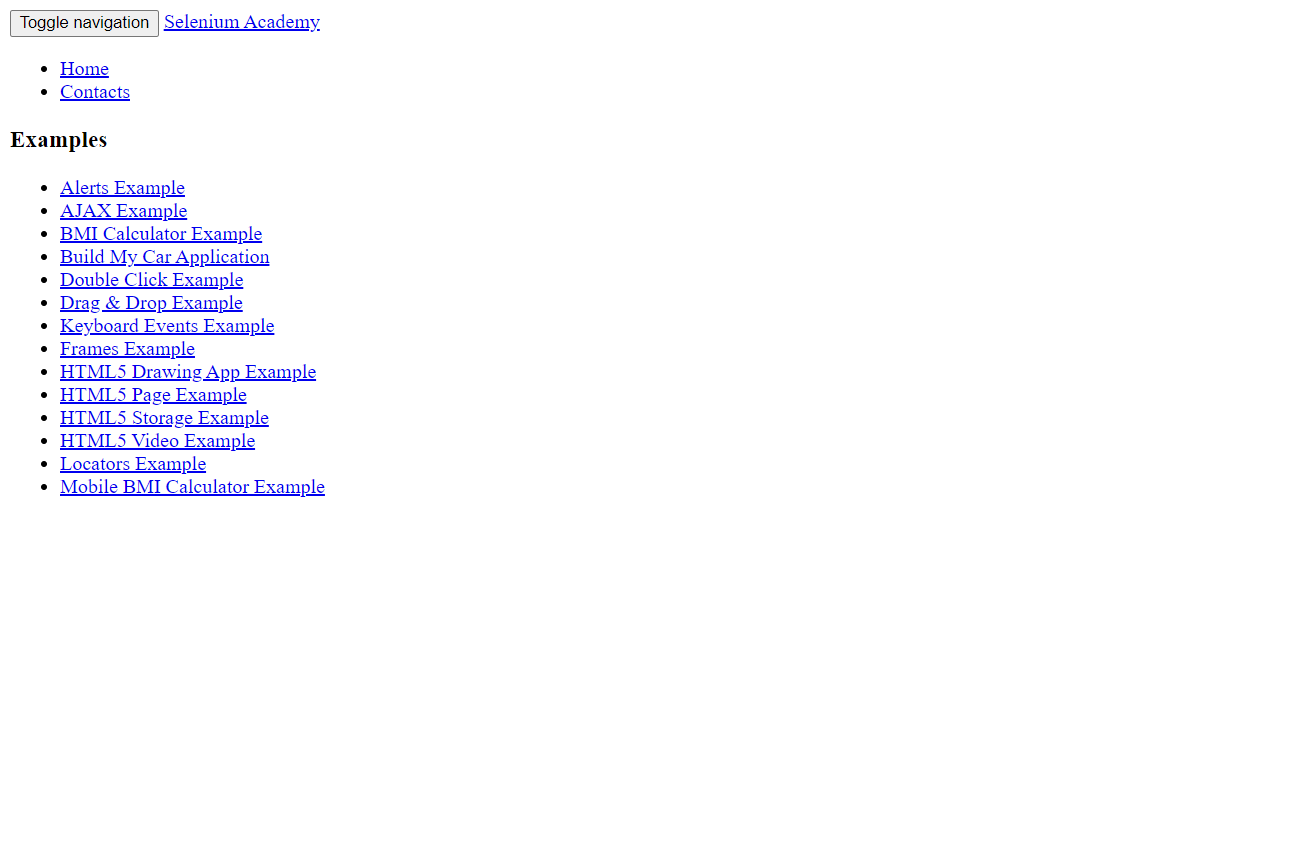 Toggle navigation Selenium Academy
Home
Contacts
Examples
Alerts Example
AJAX Example
BMI Calculator Example
Build My Car Application
Double Click Example
Drag & Drop Example
Keyboard Events Example
Frames Example
HTML5 Drawing App Example
HTML5 Page Example
HTML5 Storage Example
HTML5 Video Example
Locators Example
Mobile BMI Calculator Example